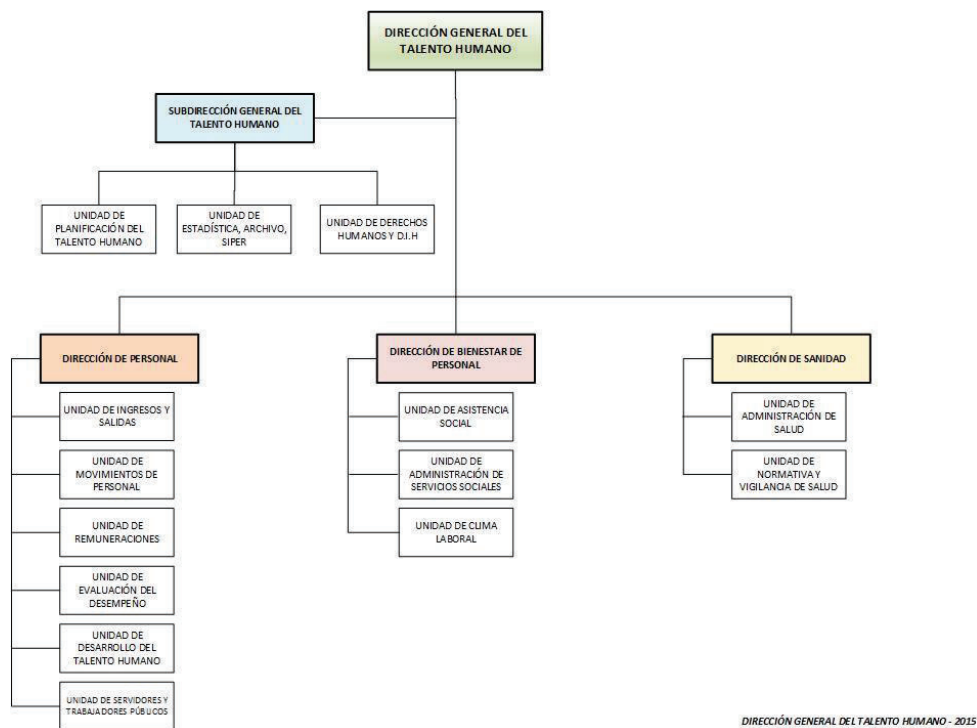 DIRECCIÓN GENERAL DEL
TALENTO HUMANO
SUBDIRECCIÓN GENERAL DEL
TALENTO HUMANO
UNIDAD DE
PLANIFICACIÓN DEL
TALENTO HUMANO
UNIDAD DE
ESTADÍSTICA, ARCHIVO,
SIPER
UNIDAD DE DERECHOS
HUMANOS Y D.I.H
DIRECCIÓN DE PERSONAL
UNIDAD DE INGRESOS Y
SALIDAS
UNIDAD DE
MOVIMIENTOS DE
PERSONAL
UNIDAD DE
REMUNERACIONES
UNIDAD DE
EVALUACIÓN DEL
DESEMPEÑO
UNIDAD DE
DESARROLLO DEL
TALENTO HUMANO
UNIDAD DE SERVIDORES Y
TRABAJADORES PÚBLICOS
DIRECCIÓN DE BIENESTAR DE
PERSONAL
UNIDAD DE ASISTENCIA
SOCIAL
UNIDAD DE
ADMINISTRACIÓN DE
SERVICIOS SOCIALES
UNIDAD DE CLIMA
LABORAL
DIRECCIÓN DE SANIDAD
UNIDAD DE
ADMINISTRACIÓN DE
SALUD
UNIDAD DE
NORMATIVA Y
VIGILANCIA DE SALUD
DIRECCIÓN GENERAL DEL TALENTO HUMANO - 2015